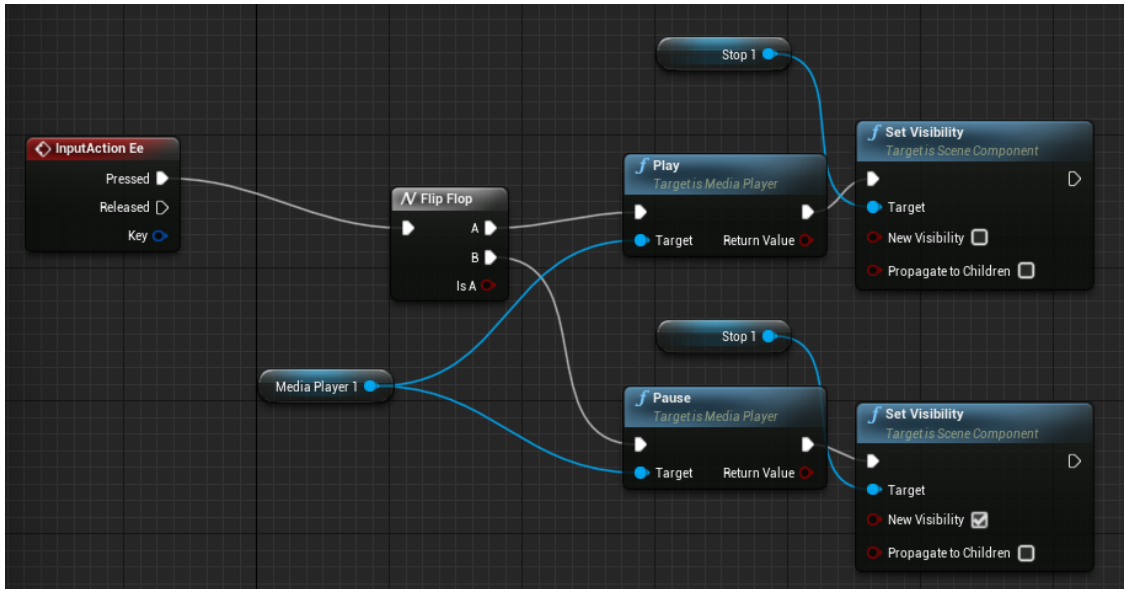 Stop 1
InputAction Ee
Pressed
Released
Key
Flip Flop
A
B
Is A
Play
Target is Media Player
Target
Return Value
Set Visibility
Target is Scene Component
Target
New Visibility
Propagate to Children
Media Player 1
Stop 1
Pause
Target is Media Player
Target
Return Value
Set Visibility
Target is Scene Component
Target
New Visibility
Propagate to Children